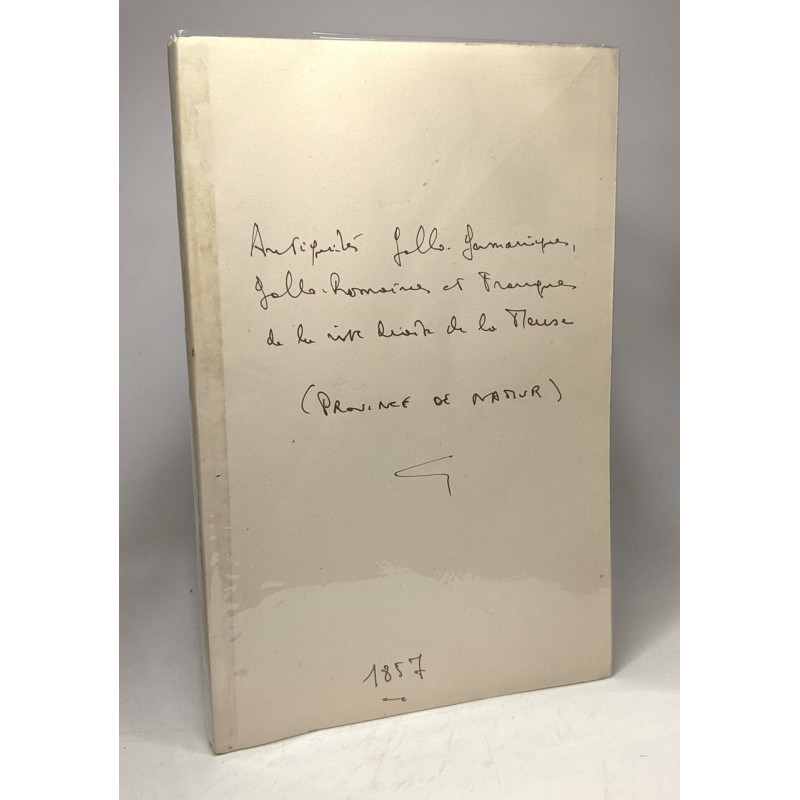 Antiquités Gallo-Germaniques,
Gallo-Romaines et Franques
de la rive droite de la Meuse
(PROVINCE DE NAMUR)
1857